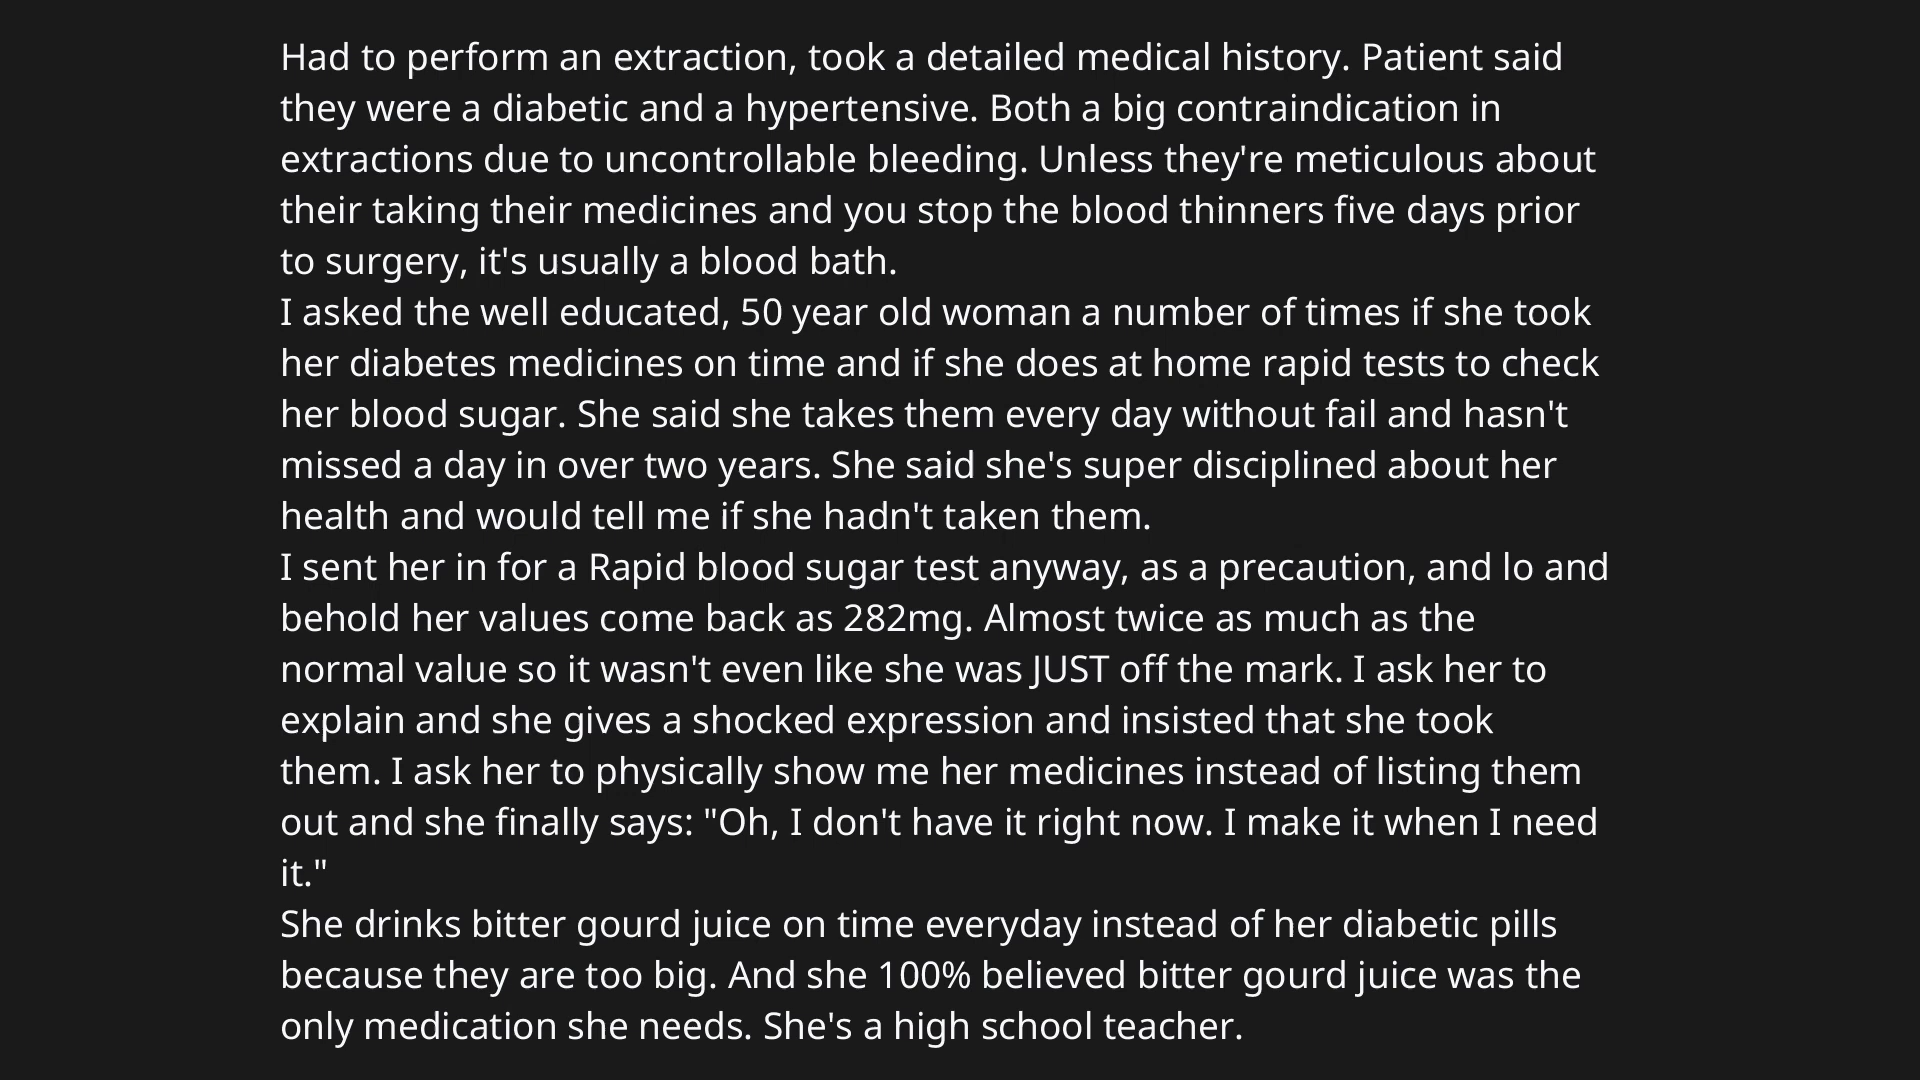 Had to perform an extraction, took a detailed medical history. Patient said
they were a diabetic and a hypertensive. Both a big contraindication in
extractions due to uncontrollable bleeding. Unless they're meticulous about
their taking their medicines and you stop the blood thinners five days prior
to surgery, it's usually a blood bath.
I asked the well educated, 50 year old woman a number of times if she took
her diabetes medicines on time and if she does at home rapid tests to check
her blood sugar. She said she takes them every day without fail and hasn't
missed a day in over two years. She said she's super disciplined about her
health and would tell me if she hadn't taken them.
I sent her in for a Rapid blood sugar test anyway, as a precaution, and lo and
behold her values come back as 282mg. Almost twice as much as the
normal value so it wasn't even like she was JUST off the mark. I ask her to
explain and she gives a shocked expression and insisted that she took
them. I ask her to physically show me her medicines instead of listing them
out and she finally says: "Oh, I don't have it right now. I make it when I need
it."
She drinks bitter gourd juice on time everyday instead of her diabetic pills
because they are too big. And she 100% believed bitter gourd juice was the
only medication she needs. She's a high school teacher.